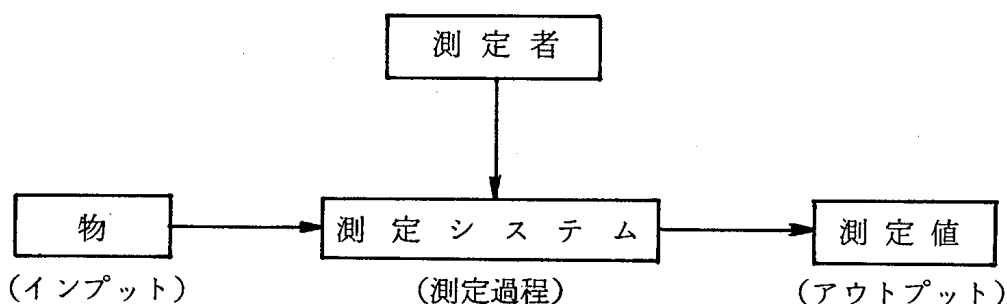 測定者
物
測定システム
測定値
(インプット)
(測定過程)
(アウトプット)